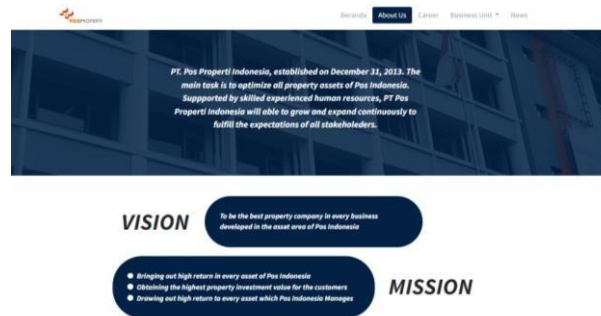 POSPROPERTI
Beranda About Us Career Business Unit News
PT. Pos Properti Indonesia, established on December 31, 2013. The
main task is to optimize all property assets of Pos Indonesia.
Suppported by skilled experienced human resources, PT Pos
Properti Indonesia will able to grow and expand continuously to
fulfill the expectations of all stakeholeders.
VISION
To be the best property company in every business
developed in the asset area of Pos Indonesia
Bringing out high return in every asset of Pos Indonesia
Obtaining the highest property investment value for the customers
Drawing out high return to every asset which Pos Indonesia Manages
MISSION